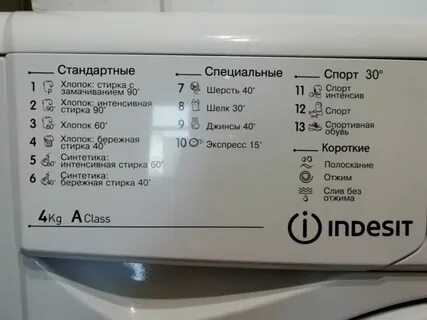 Стандартные
1 Хлопок: стирка с
замачиванием 90°
2 Хлопок: интенсивная
стирка 90°
3 Хлопок 60°
4 Хлопок: бережная
стирка 40°
5 Синтетика:
интенсивная стирка 60°
6 Синтетика:
бережная стирка 40°
4Kg A Class
Специальные
7 Шерсть 40°
8 Шелк 30°
9 Джинсы 40°
10 Экспресс 15'
Спорт 30°
11 Спорт
интенсив
12 Спорт
13 Спортивная
обувь
Короткие
Полоскание
Отжим
Слив без
отжима
INDESIT